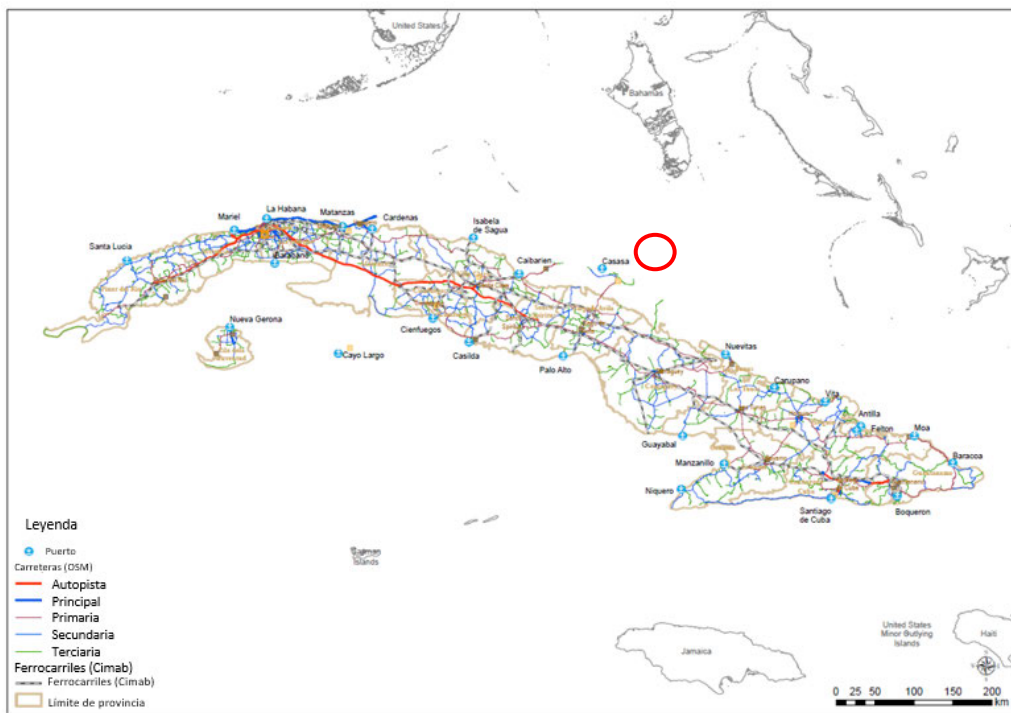 United States
Bahamas
La Habana
Mariel
Matanzas
Cardenas
Isabela
de Sagua
Santa Lucia
Batabano
Caibarien
Casasa
Nueva Gerona
Cienfuegos
Cayo Largo
Casilda
Palo Alto
Nuevitas
Carupano
Vita
Antilla
Felton
Moa
Guayabal
Manzanillo
Baracoa
Niquero
Santiago
de Cuba
Boqueron
Cayman
Islands
Jamaica
United States
Minor Outlying
Islands
Haiti
Leyenda
Puerto
Carreteras (OSM)
Autopista
Principal
Primaria
Secundaria
Terciaria
Ferrocarriles (Cimab)
Ferrocarriles (Cimab)
Límite de provincia
0 25 50 100 150 200
km